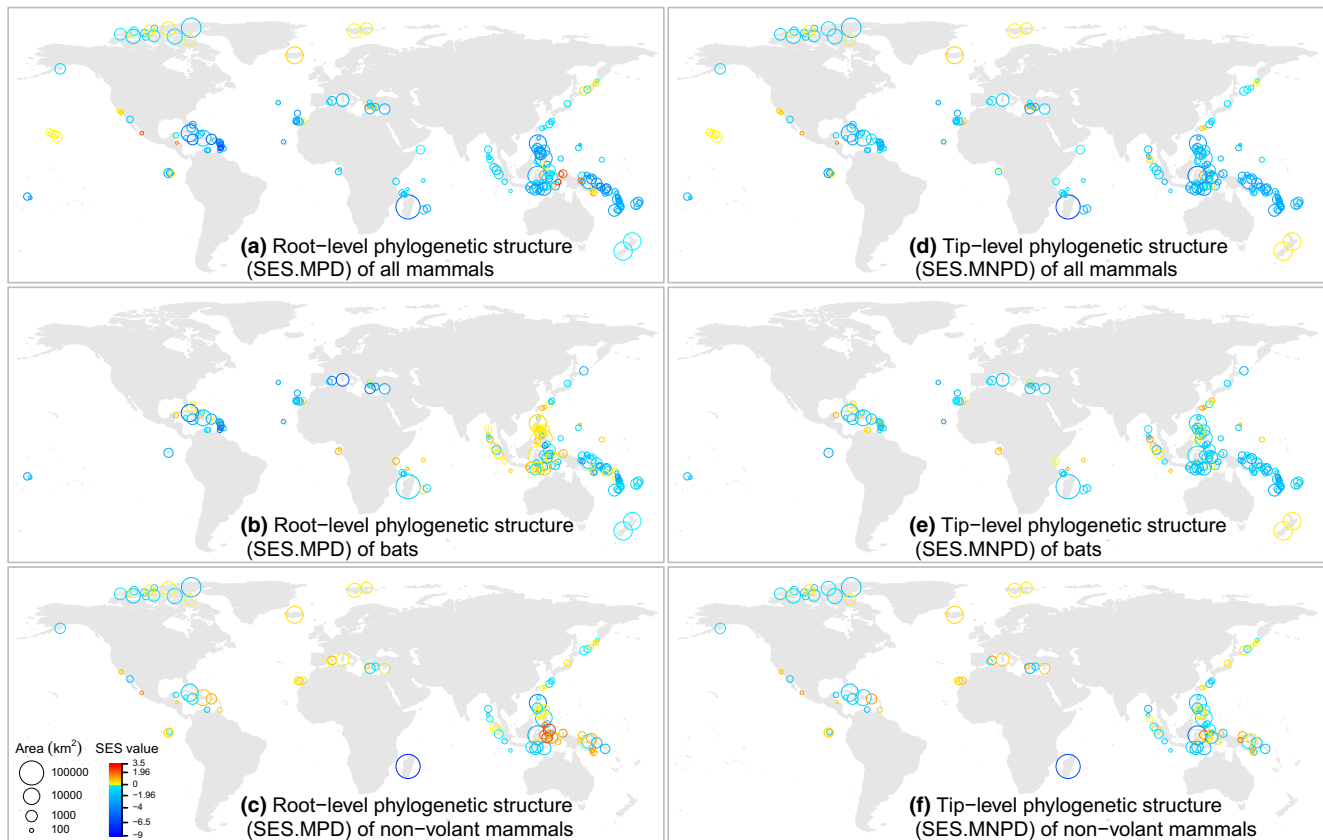 (a) Root−level phylogenetic structure
(SES.MPD) of all mammals
(d) Tip−level phylogenetic structure
(SES.MNPD) of all mammals
(b) Root−level phylogenetic structure
(SES.MPD) of bats
(e) Tip−level phylogenetic structure
(SES.MNPD) of bats
Area (km²)
100000
10000
1000
100
SES value
3.5
1.96
0
−1.96
−4
−6.5
−9
(c) Root−level phylogenetic structure
(SES.MPD) of non−volant mammals
(f) Tip−level phylogenetic structure
(SES.MNPD) of non−volant mammals